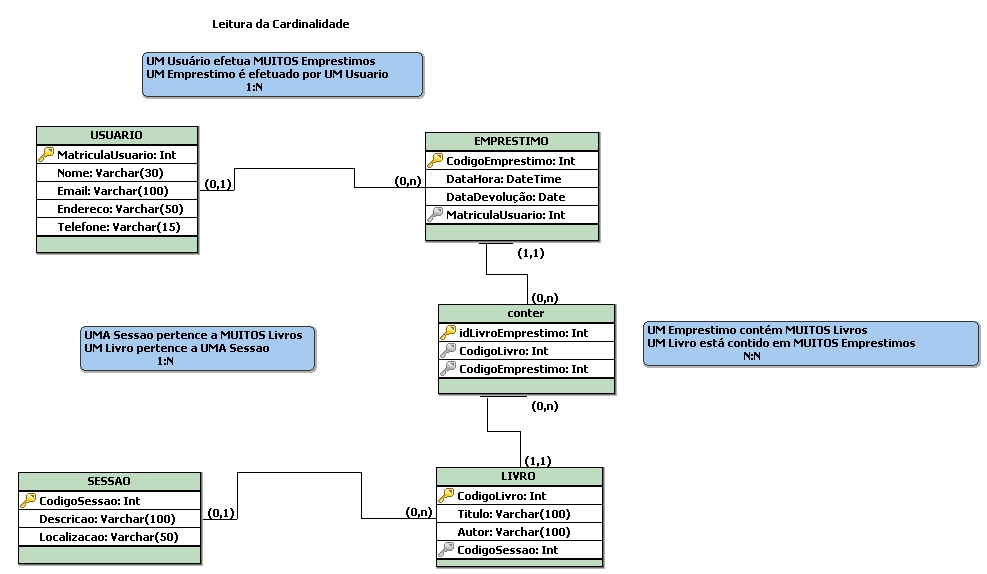 Leitura da Cardinalidade
UM Usuário efetua MUITOS Emprestimos
UM Emprestimo é efetuado por UM Usuario
1:N
USUARIO
MatriculaUsuario: Int
Nome: Varchar(30)
Email: Varchar(100)
Endereco: Varchar(50)
Telefone: Varchar(15)
(0,1)
(0,n)
EMPRESTIMO
CodigoEmprestimo: Int
DataHora: DateTime
DataDevolução: Date
MatriculaUsuario: Int
(1,1)
(0,n)
conter
idLivroEmprestimo: Int
CodigoLivro: Int
CodigoEmprestimo: Int
UMA Sessao pertence a MUITOS Livros
UM Livro pertence a UMA Sessao
1:N
UM Emprestimo contém MUITOS Livros
UM Livro está contido em MUITOS Emprestimos
N:N
(0,n)
(1,1)
SESSAO
CodigoSessao: Int
Descricao: Varchar(100)
Localizacao: Varchar(50)
(0,1)
(0,n)
LIVRO
CodigoLivro: Int
Titulo: Varchar(100)
Autor: Varchar(100)
CodigoSessao: Int